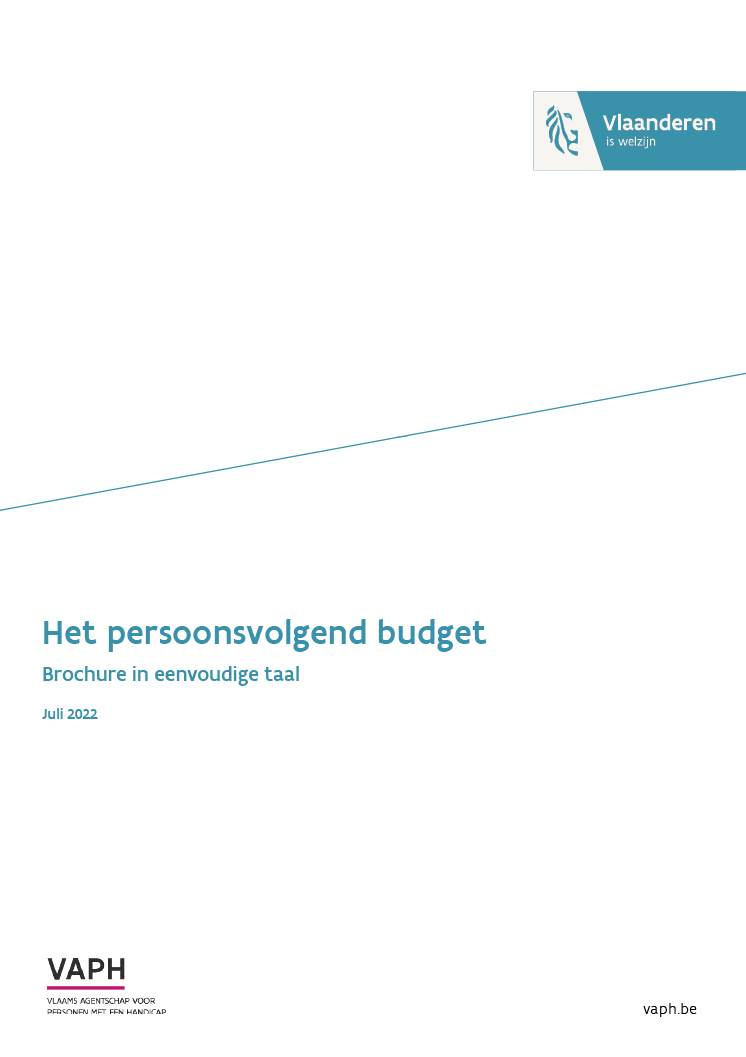 Vlaanderen
is welzijn
Het persoonsvolgend budget
Brochure in eenvoudige taal
Juli 2022
VAPH
VLAAMS AGENTSCHAP VOOR
PERSONEN MET EEN HANDICAP
vaph.be